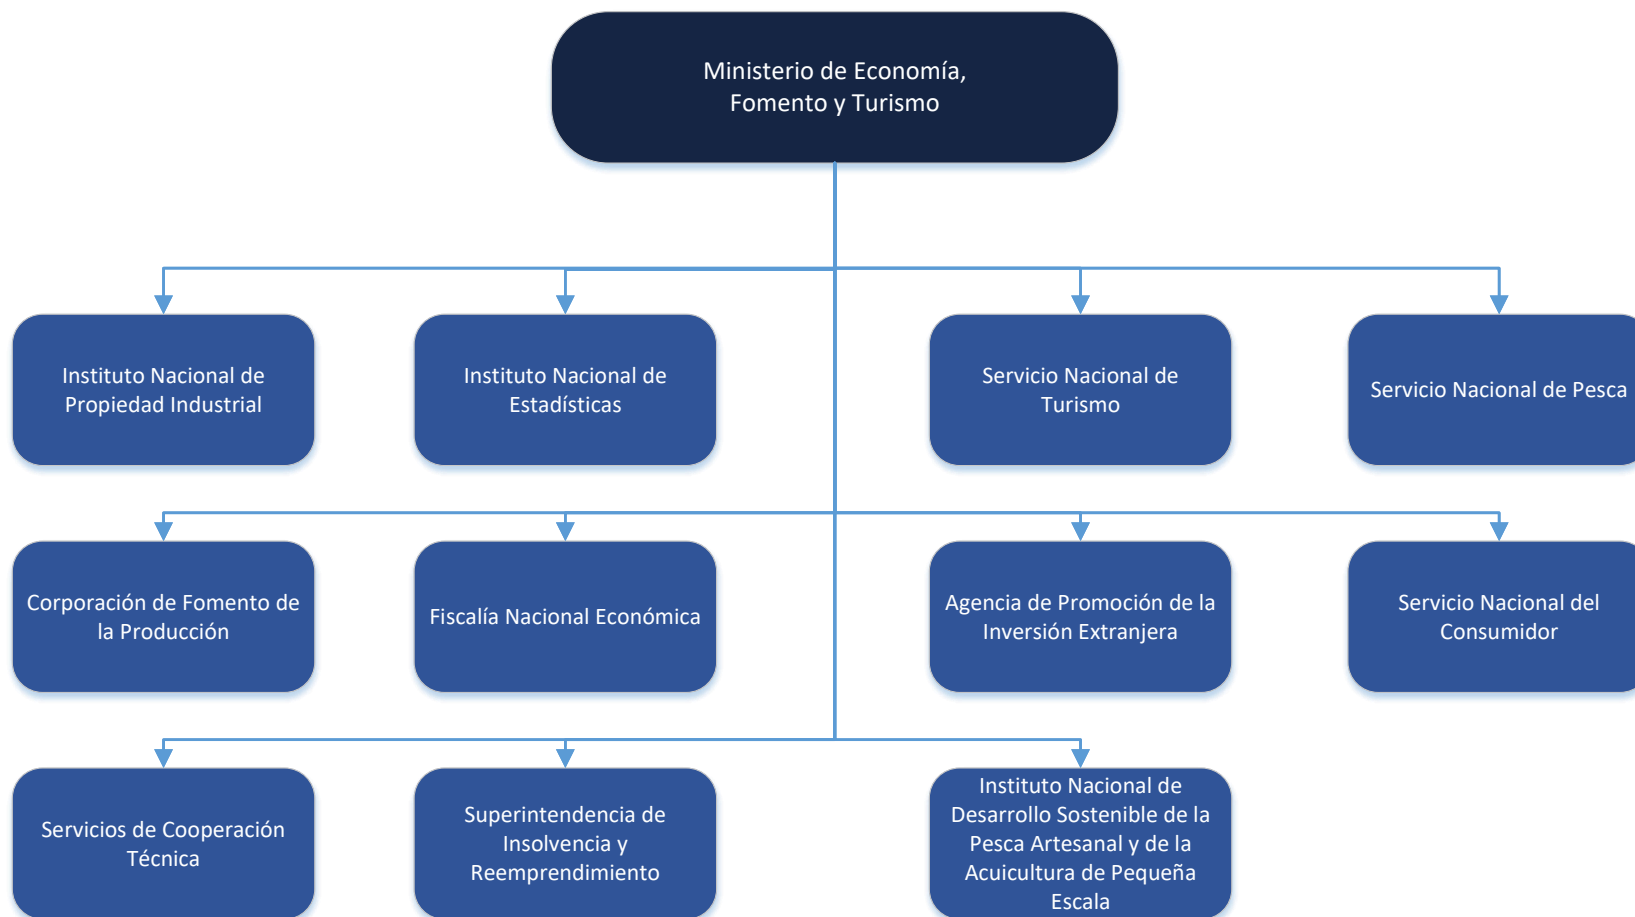 Ministerio de Economía,
Fomento y Turismo
Instituto Nacional de
Propiedad Industrial
Instituto Nacional de
Estadísticas
Servicio Nacional de
Turismo
Servicio Nacional de Pesca
Corporación de Fomento de
la Producción
Fiscalía Nacional Económica
Agencia de Promoción de la
Inversión Extranjera
Servicio Nacional del
Consumidor
Servicios de Cooperación
Técnica
Superintendencia de
Insolvencia y
Reemprendimiento
Instituto Nacional de
Desarrollo Sostenible de la
Pesca Artesanal y de la
Acuicultura de Pequeña
Escala